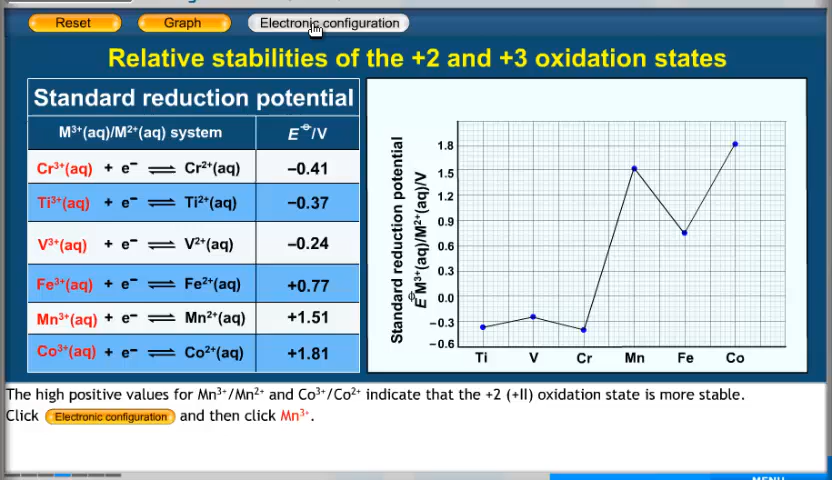 Reset Graph Electronic configuration
Relative stabilities of the +2 and +3 oxidation states
Standard reduction potential
M³⁺(aq)/M²⁺(aq) system E⦵/V
Cr³⁺(aq) + e⁻ ⇌ Cr²⁺(aq) −0.41
Ti³⁺(aq) + e⁻ ⇌ Ti²⁺(aq) −0.37
V³⁺(aq) + e⁻ ⇌ V²⁺(aq) −0.24
Fe³⁺(aq) + e⁻ ⇌ Fe²⁺(aq) +0.77
Mn³⁺(aq) + e⁻ ⇌ Mn²⁺(aq) +1.51
Co³⁺(aq) + e⁻ ⇌ Co²⁺(aq) +1.81
Standard reduction potential
E ϕ M³⁺(aq)/M²⁺(aq)/V
1.8
1.5
1.2
0.9
0.6
0.3
0.0
−0.3
−0.6
Ti V Cr Mn Fe Co
The high positive values for Mn³⁺/Mn²⁺ and Co³⁺/Co²⁺ indicate that the +2 (+II) oxidation state is more stable.
Click Electronic configuration and then click Mn³⁺.
MENU